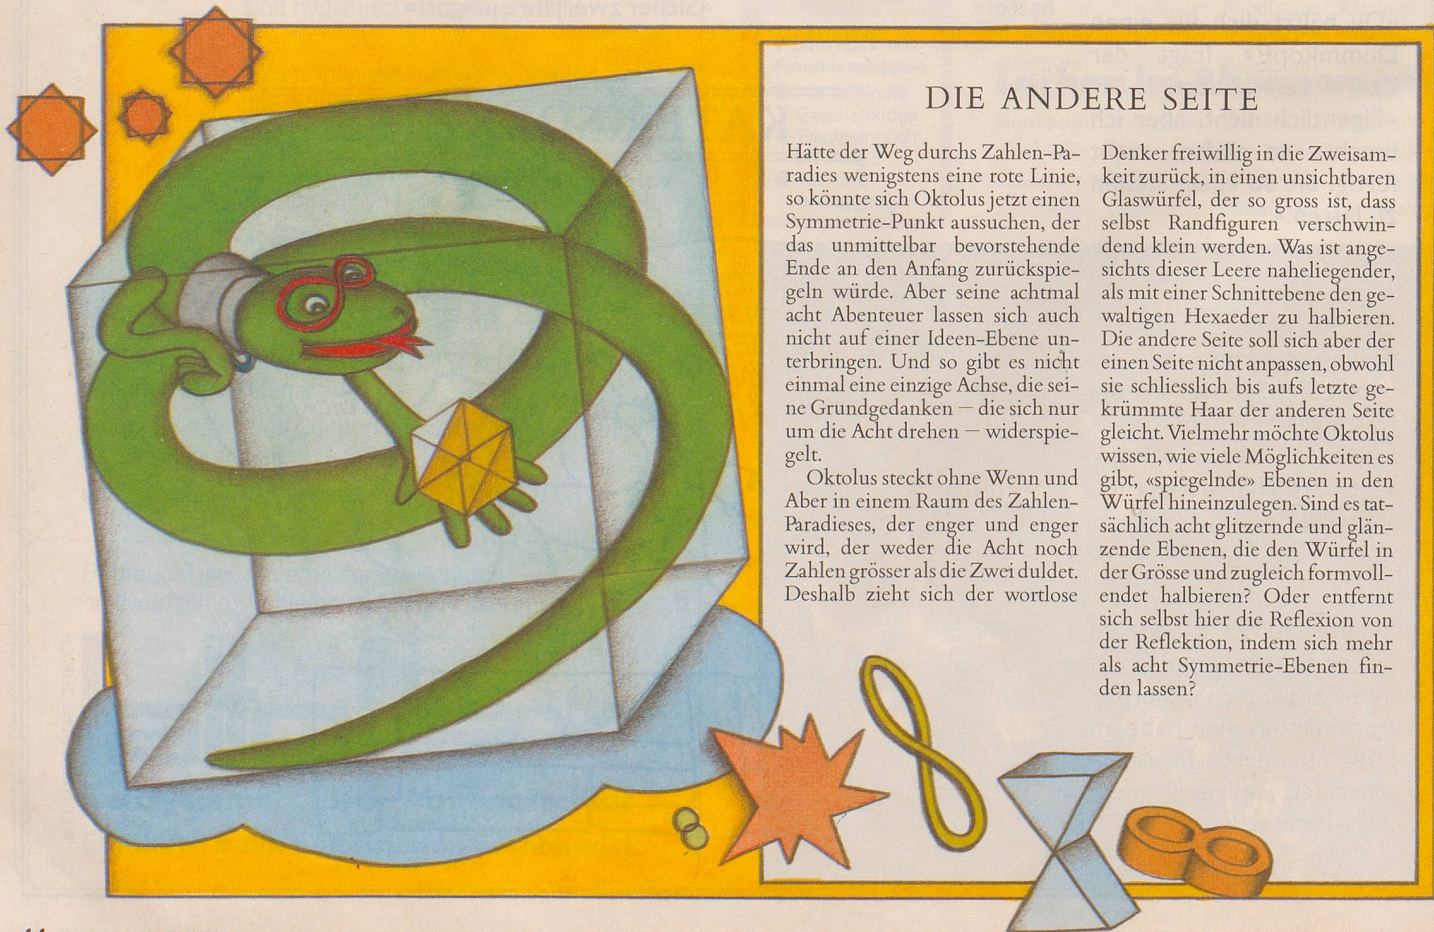 DIE ANDERE SEITE
Hätte der Weg durchs Zahlen-Pa-
radies wenigstens eine rote Linie,
so könnte sich Oktolus jetzt einen
Symmetrie-Punkt aussuchen, der
das unmittelbar bevorstehende
Ende an den Anfang zurückspie-
geln würde. Aber seine achtmal
acht Abenteuer lassen sich auch
nicht auf einer Ideen-Ebene un-
terbringen. Und so gibt es nicht
einmal eine einzige Achse, die sei-
ne Grundgedanken – die sich nur
um die Acht drehen – widerspie-
gelt.
Oktolus steckt ohne Wenn und
Aber in einem Raum des Zahlen-
Paradieses, der enger und enger
wird, der weder die Acht noch
Zahlen grösser als die Zwei duldet.
Deshalb zieht sich der wortlose
Denker freiwillig in die Zweisam-
keit zurück, in einen unsichtbaren
Glaswürfel, der so gross ist, dass
selbst Randfiguren verschwin-
dend klein werden. Was ist ange-
sichts dieser Leere naheliegender,
als mit einer Schnittebene den ge-
waltigen Hexaeder zu halbieren.
Die andere Seite soll sich aber der
einen Seite nicht anpassen, obwohl
sie schliesslich bis aufs letzte ge-
krümmte Haar der anderen Seite
gleicht. Vielmehr möchte Oktolus
wissen, wie viele Möglichkeiten es
gibt, «spiegelnde» Ebenen in den
Würfel hineinzulegen. Sind es tat-
sächlich acht glitzernde und glän-
zende Ebenen, die den Würfel in
der Grösse und zugleich formvoll-
endet halbieren? Oder entfernt
sich selbst hier die Reflexion von
der Reflektion, indem sich mehr
als acht Symmetrie-Ebenen fin-
den lassen?